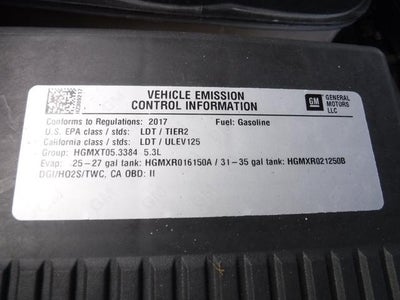 VEHICLE EMISSION
CONTROL INFORMATION
GM
GENERAL
MOTORS
LLC
Conforms to Regulations: 2017 Fuel: Gasoline
U.S. EPA class / stds: LDT / TIER2
California class / stds: LDT / ULEV125
Group: HGMXT05.3384 5.3L
Evap: 25-27 gal tank: HGMXR016150A / 31-35 gal tank: HGMXR021250B
DGI/HO2S/TWC, CA OBD: II